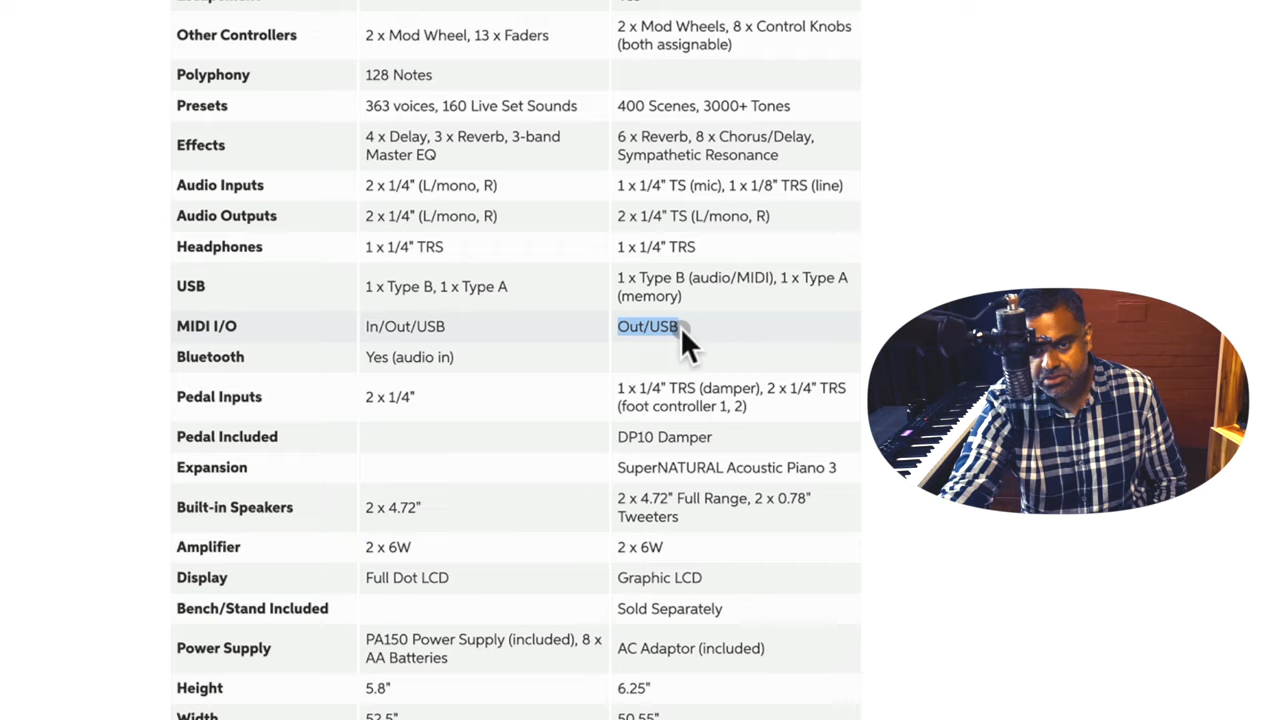 Other Controllers
2 x Mod Wheel, 13 x Faders
2 x Mod Wheels, 8 x Control Knobs
(both assignable)
Polyphony
128 Notes
Presets
363 voices, 160 Live Set Sounds
400 Scenes, 3000+ Tones
Effects
4 x Delay, 3 x Reverb, 3-band
Master EQ
6 x Reverb, 8 x Chorus/Delay,
Sympathetic Resonance
Audio Inputs
2 x 1/4" (L/mono, R)
1 x 1/4" TS (mic), 1 x 1/8" TRS (line)
Audio Outputs
2 x 1/4" (L/mono, R)
2 x 1/4" TS (L/mono, R)
Headphones
1 x 1/4" TRS
1 x 1/4" TRS
USB
1 x Type B, 1 x Type A
1 x Type B (audio/MIDI), 1 x Type A
(memory)
MIDI I/O
In/Out/USB
Out/USB
Bluetooth
Yes (audio in)
Pedal Inputs
2 x 1/4"
1 x 1/4" TRS (damper), 2 x 1/4" TRS
(foot controller 1, 2)
Pedal Included
DP10 Damper
Expansion
SuperNATURAL Acoustic Piano 3
Built-in Speakers
2 x 4.72"
2 x 4.72" Full Range, 2 x 0.78"
Tweeters
Amplifier
2 x 6W
2 x 6W
Display
Full Dot LCD
Graphic LCD
Bench/Stand Included
Sold Separately
Power Supply
PA150 Power Supply (included), 8 x
AA Batteries
AC Adaptor (included)
Height
5.8"
6.25"
Width
52.5"
50.55"